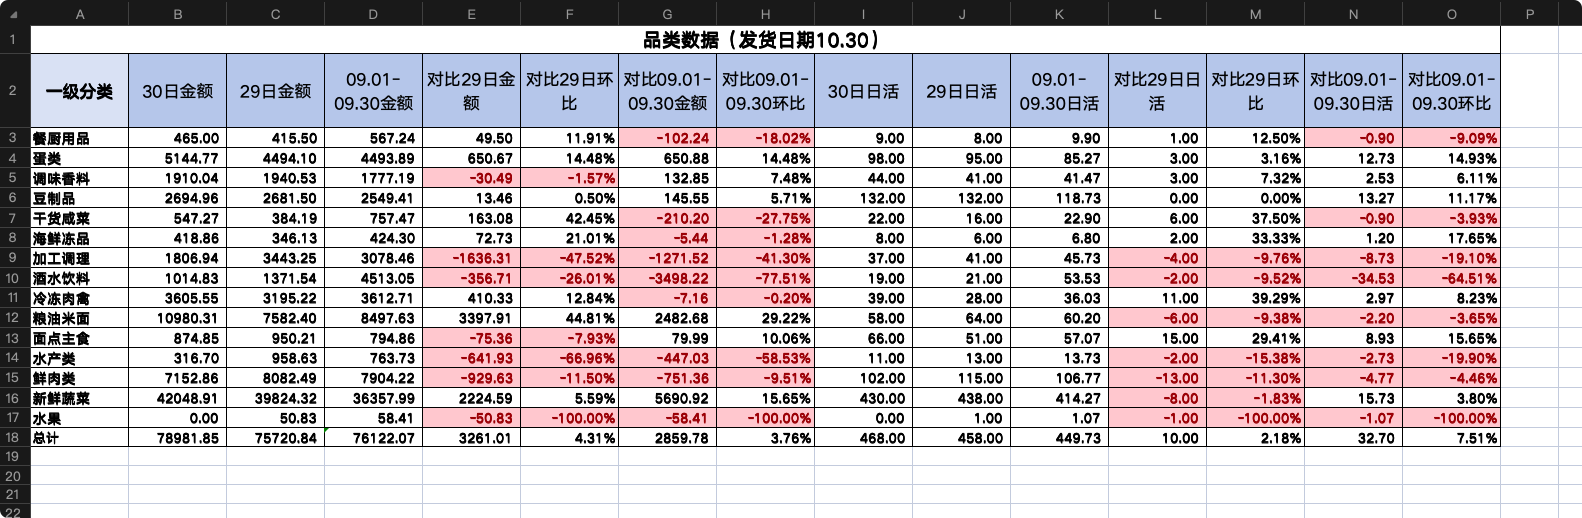 A B C D E F G H I J K L M N O P
1 品类数据（发货日期10.30）
2 一级分类 30日金额 29日金额 09.01-09.30金额 对比29日金额 对比29日环比 对比09.01-09.30金额 对比09.01-09.30环比 30日日活 29日日活 09.01-09.30日活 对比29日日活 对比29日环比 对比09.01-09.30日活 对比09.01-09.30环比
3 餐厨用品 465.00 415.50 567.24 49.50 11.91% -102.24 -18.02% 9.00 8.00 9.90 1.00 12.50% -0.90 -9.09%
4 蛋类 5144.77 4494.10 4493.89 650.67 14.48% 650.88 14.48% 98.00 95.00 85.27 3.00 3.16% 12.73 14.93%
5 调味香料 1910.04 1940.53 1777.19 -30.49 -1.57% 132.85 7.48% 44.00 41.00 41.47 3.00 7.32% 2.53 6.11%
6 豆制品 2694.96 2681.50 2549.41 13.46 0.50% 145.55 5.71% 132.00 132.00 118.73 0.00 0.00% 13.27 11.17%
7 干货咸菜 547.27 384.19 757.47 163.08 42.45% -210.20 -27.75% 22.00 16.00 22.90 6.00 37.50% -0.90 -3.93%
8 海鲜冻品 418.86 346.13 424.30 72.73 21.01% -5.44 -1.28% 8.00 6.00 6.80 2.00 33.33% 1.20 17.65%
9 加工调理 1806.94 3443.25 3078.46 -1636.31 -47.52% -1271.52 -41.30% 37.00 41.00 45.73 -4.00 -9.76% -8.73 -19.10%
10 酒水饮料 1014.83 1371.54 4513.05 -356.71 -26.01% -3498.22 -77.51% 19.00 21.00 53.53 -2.00 -9.52% -34.53 -64.51%
11 冷冻肉禽 3605.55 3195.22 3612.71 410.33 12.84% -7.16 -0.20% 39.00 28.00 36.03 11.00 39.29% 2.97 8.23%
12 粮油米面 10980.31 7582.40 8497.63 3397.91 44.81% 2482.68 29.22% 58.00 64.00 60.20 -6.00 -9.38% -2.20 -3.65%
13 面点主食 874.85 950.21 794.86 -75.36 -7.93% 79.99 10.06% 66.00 51.00 57.07 15.00 29.41% 8.93 15.65%
14 水产类 316.70 958.63 763.73 -641.93 -66.96% -447.03 -58.53% 11.00 13.00 13.73 -2.00 -15.38% -2.73 -19.90%
15 鲜肉类 7152.86 8082.49 7904.22 -929.63 -11.50% -751.36 -9.51% 102.00 115.00 106.77 -13.00 -11.30% -4.77 -4.46%
16 新鲜蔬菜 42048.91 39824.32 36357.99 2224.59 5.59% 5690.92 15.65% 430.00 438.00 414.27 -8.00 -1.83% 15.73 3.80%
17 水果 0.00 50.83 58.41 -50.83 -100.00% -58.41 -100.00% 0.00 1.00 1.07 -1.00 -100.00% -1.07 -100.00%
18 总计 78981.85 75720.84 76122.07 3261.01 4.31% 2859.78 3.76% 468.00 458.00 449.73 10.00 2.18% 32.70 7.51%
19
20
21
22